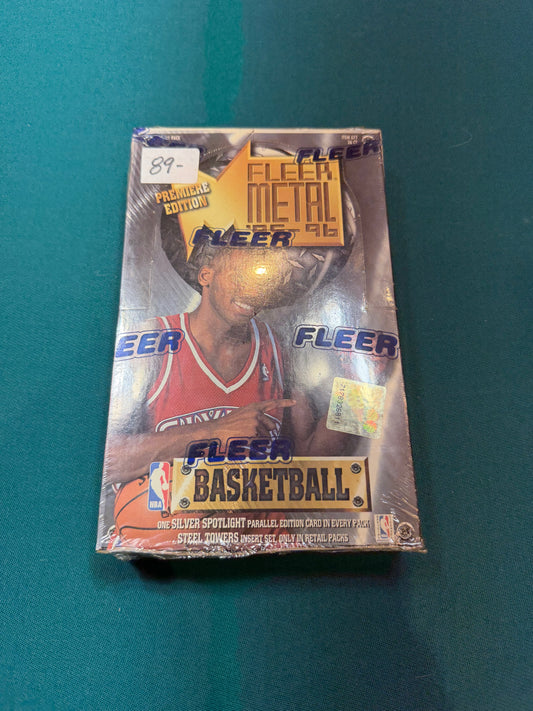 89-
FLEER
PREMIERE
EDITION
FLEER
METAL
'95-96
FLEER
FLEER
FLEER
FLEER
NBA
BASKETBALL
ONE SILVER SPOTLIGHT PARALLEL EDITION CARD IN EVERY PACK
STEEL TOWERS INSERT SET, ONLY IN RETAIL PACKS